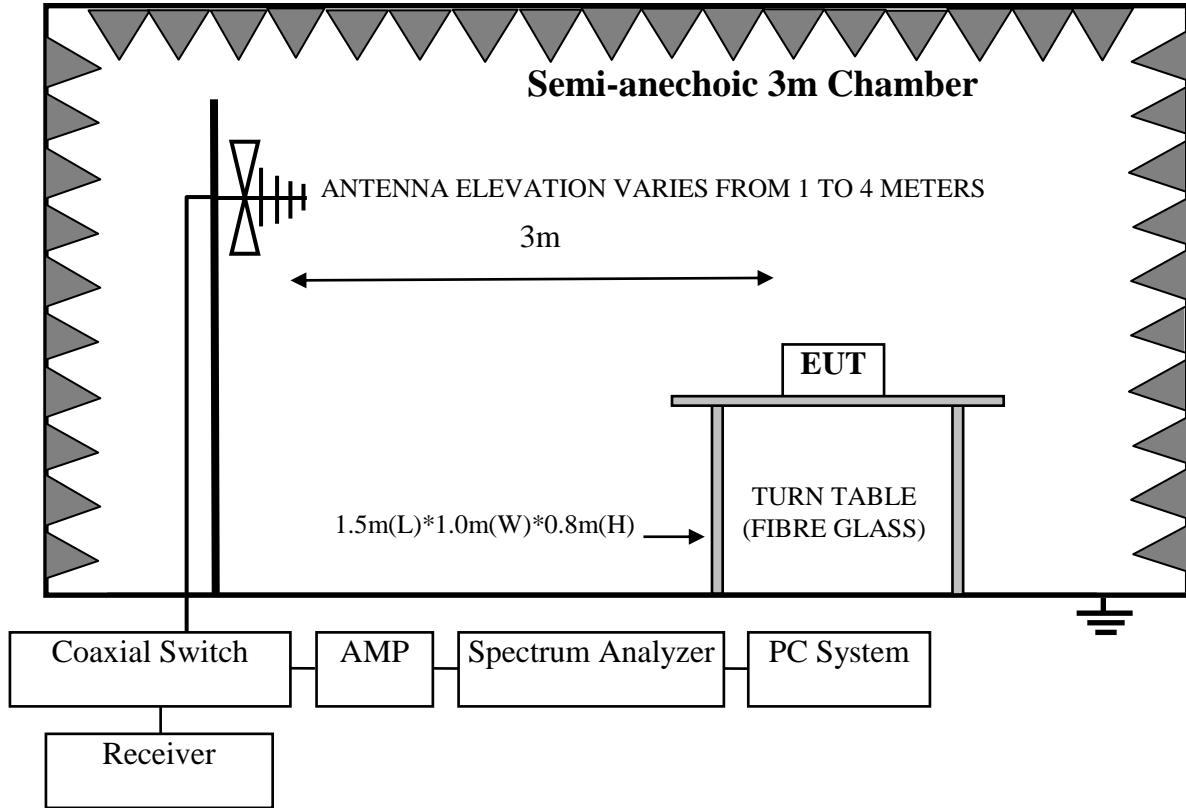 Semi-anechoic 3m Chamber
ANTENNA ELEVATION VARIES FROM 1 TO 4 METERS
3m
EUT
TURN TABLE
(FIBRE GLASS)
1.5m(L)*1.0m(W)*0.8m(H)
Coaxial Switch
AMP
Spectrum Analyzer
PC System
Receiver